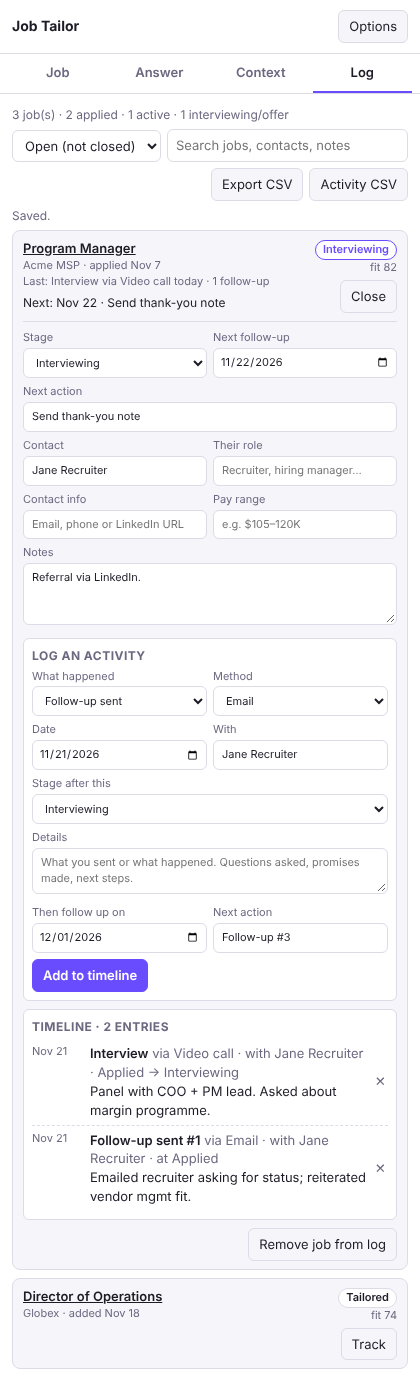 Job Tailor
Options
Job Answer Context Log
3 job(s) · 2 applied · 1 active · 1 interviewing/offer
Open (not closed)
Search jobs, contacts, notes
Export CSV
Activity CSV
Saved.
Program Manager
Interviewing
Acme MSP · applied Nov 7
fit 82
Last: Interview via Video call today · 1 follow-up
Next: Nov 22 · Send thank-you note
Close
Stage
Next follow-up
Interviewing
11/22/2026
Next action
Send thank-you note
Contact
Their role
Jane Recruiter
Recruiter, hiring manager...
Contact info
Pay range
Email, phone or LinkedIn URL
e.g. $105–120K
Notes
Referral via LinkedIn.
LOG AN ACTIVITY
What happened
Method
Follow-up sent
Email
Date
With
11/21/2026
Jane Recruiter
Stage after this
Interviewing
Details
What you sent or what happened. Questions asked, promises
made, next steps.
Then follow up on
Next action
12/01/2026
Follow-up #3
Add to timeline
TIMELINE · 2 ENTRIES
Nov 21
Interview via Video call · with Jane Recruiter
· Applied → Interviewing
Panel with COO + PM lead. Asked about
margin programme.
×
Nov 21
Follow-up sent #1 via Email · with Jane
Recruiter · at Applied
Emailed recruiter asking for status; reiterated
vendor mgmt fit.
×
Remove job from log
Director of Operations
Tailored
Globex · added Nov 18
fit 74
Track